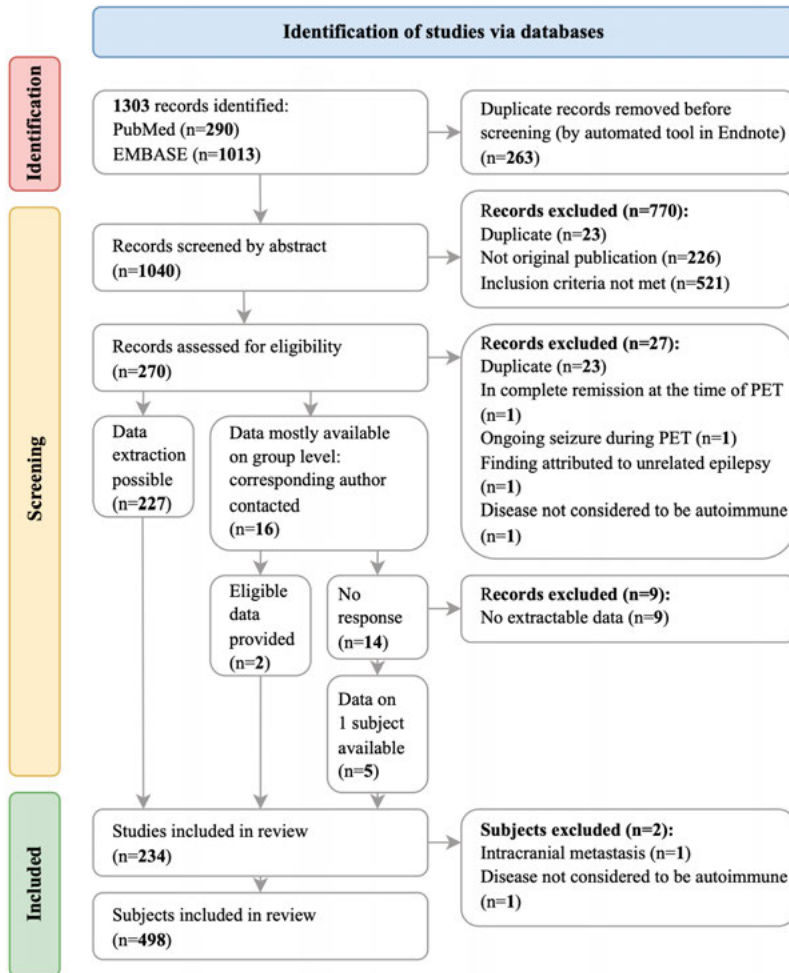 Identification of studies via databases
Identification
1303 records identified:
PubMed (n=290)
EMBASE (n=1013)
Duplicate records removed before
screening (by automated tool in Endnote)
(n=263)
Screening
Records screened by abstract
(n=1040)
Records excluded (n=770):
Duplicate (n=23)
Not original publication (n=226)
Inclusion criteria not met (n=521)
Records assessed for eligibility
(n=270)
Records excluded (n=27):
Duplicate (n=23)
In complete remission at the time of PET
(n=1)
Ongoing seizure during PET (n=1)
Finding attributed to unrelated epilepsy
(n=1)
Disease not considered to be autoimmune
(n=1)
Data
extraction
possible
(n=227)
Data mostly available
on group level:
corresponding author
contacted
(n=16)
Eligible
data
provided
(n=2)
No
response
(n=14)
Records excluded (n=9):
No extractable data (n=9)
Data on
1 subject
available
(n=5)
Included
Studies included in review
(n=234)
Subjects excluded (n=2):
Intracranial metastasis (n=1)
Disease not considered to be autoimmune
(n=1)
Subjects included in review
(n=498)